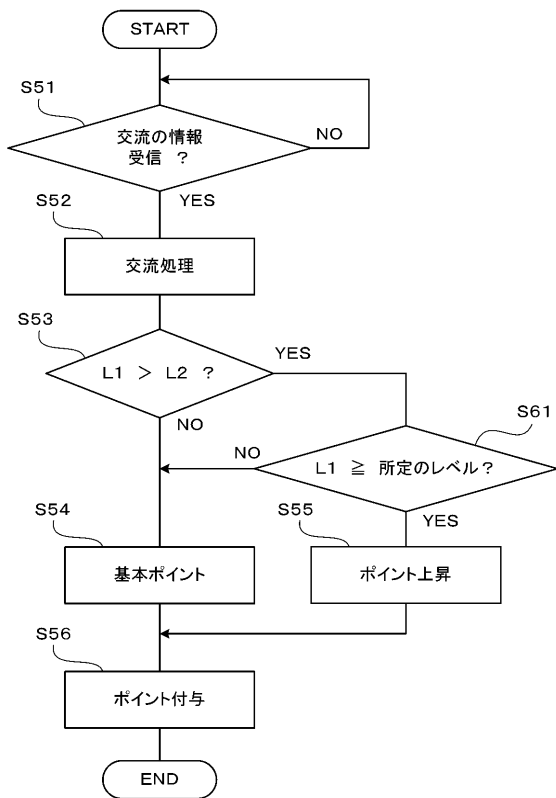 START
S51
交流の情報
受信 ?
NO
YES
S52
交流処理
S53
L1 > L2 ?
YES
NO
S61
L1 ≧ 所定のレベル?
NO
YES
S54
基本ポイント
S55
ポイント上昇
S56
ポイント付与
END